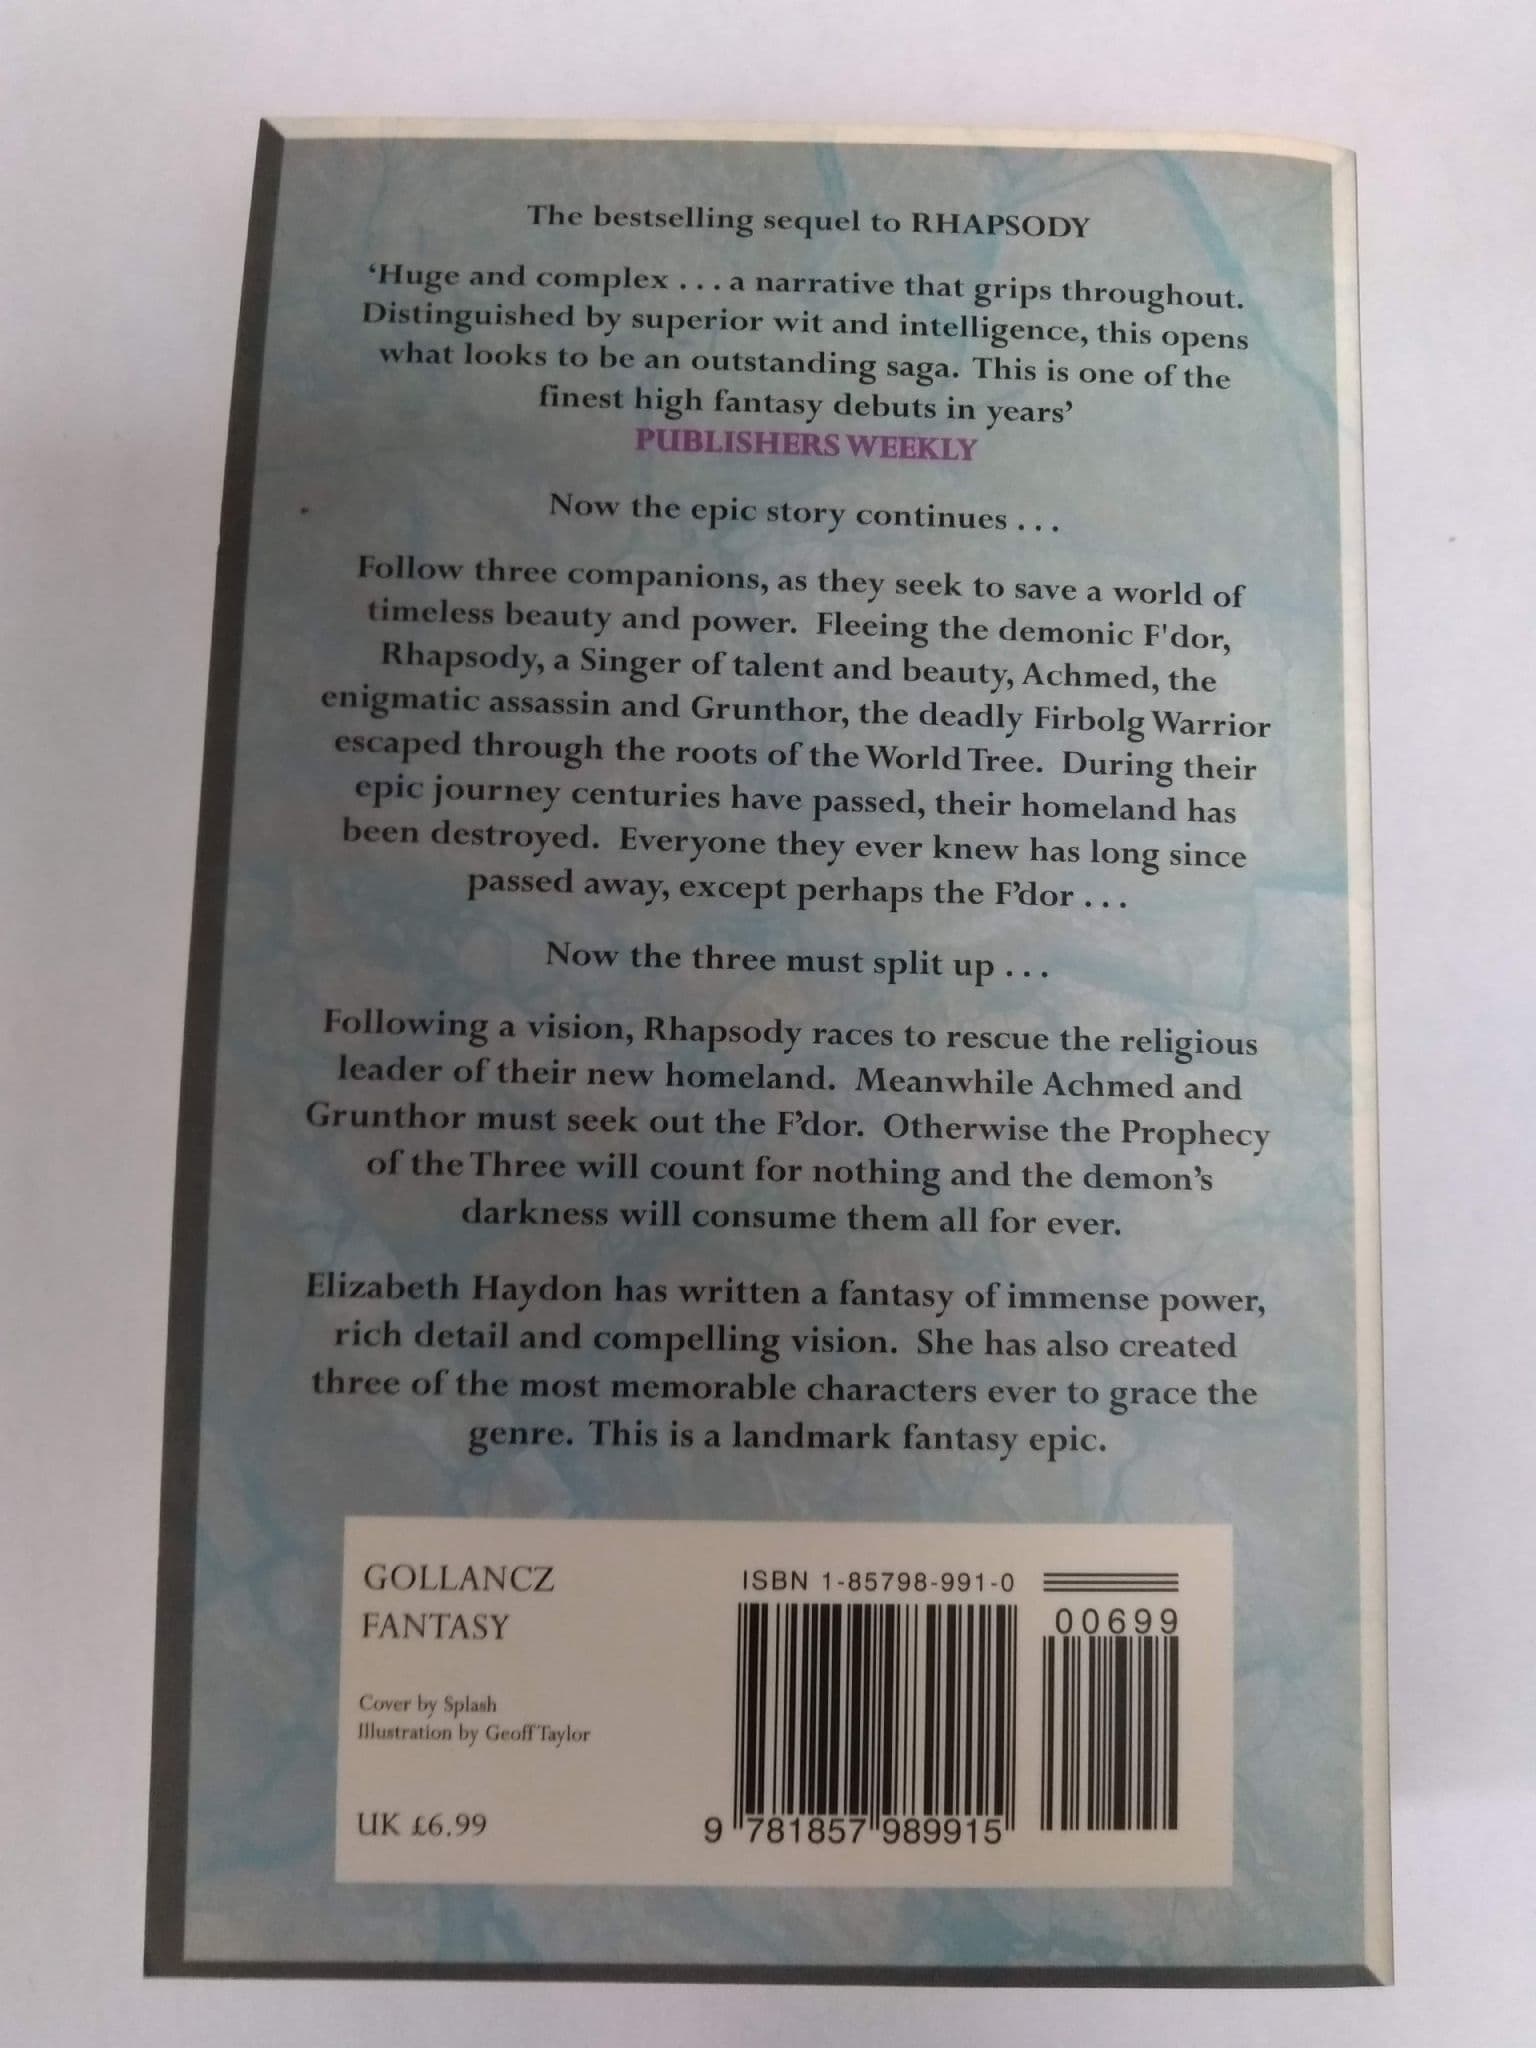 The bestselling sequel to RHAPSODY
‘Huge and complex . . . a narrative that grips throughout.
Distinguished by superior wit and intelligence, this opens
what looks to be an outstanding saga. This is one of the
finest high fantasy debuts in years’
PUBLISHERS WEEKLY
Now the epic story continues . . .
Follow three companions, as they seek to save a world of
timeless beauty and power. Fleeing the demonic F'dor,
Rhapsody, a Singer of talent and beauty, Achmed, the
enigmatic assassin and Grunthor, the deadly Firbolg Warrior
escaped through the roots of the World Tree. During their
epic journey centuries have passed, their homeland has
been destroyed. Everyone they ever knew has long since
passed away, except perhaps the F’dor . . .
Now the three must split up . . .
Following a vision, Rhapsody races to rescue the religious
leader of their new homeland. Meanwhile Achmed and
Grunthor must seek out the F’dor. Otherwise the Prophecy
of the Three will count for nothing and the demon’s
darkness will consume them all for ever.
Elizabeth Haydon has written a fantasy of immense power,
rich detail and compelling vision. She has also created
three of the most memorable characters ever to grace the
genre. This is a landmark fantasy epic.
GOLLANCZ
FANTASY
Cover by Splash
Illustration by Geoff Taylor
UK £6.99
ISBN 1-85798-991-0
00699
9 781857 989915